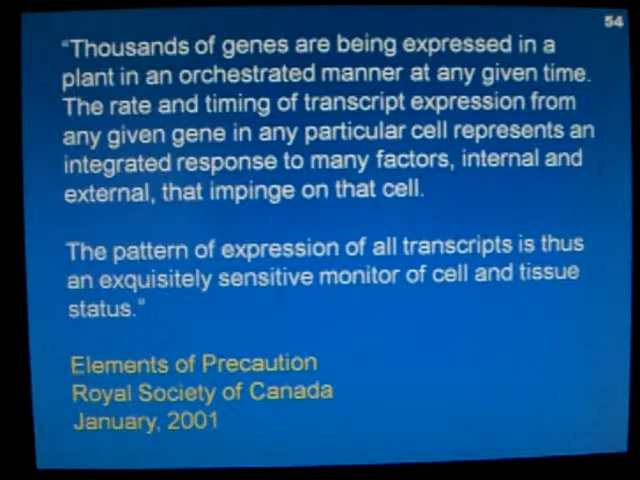 54
“Thousands of genes are being expressed in a
plant in an orchestrated manner at any given time.
The rate and timing of transcript expression from
any given gene in any particular cell represents an
integrated response to many factors, internal and
external, that impinge on that cell.
The pattern of expression of all transcripts is thus
an exquisitely sensitive monitor of cell and tissue
status.”
Elements of Precaution
Royal Society of Canada
January, 2001